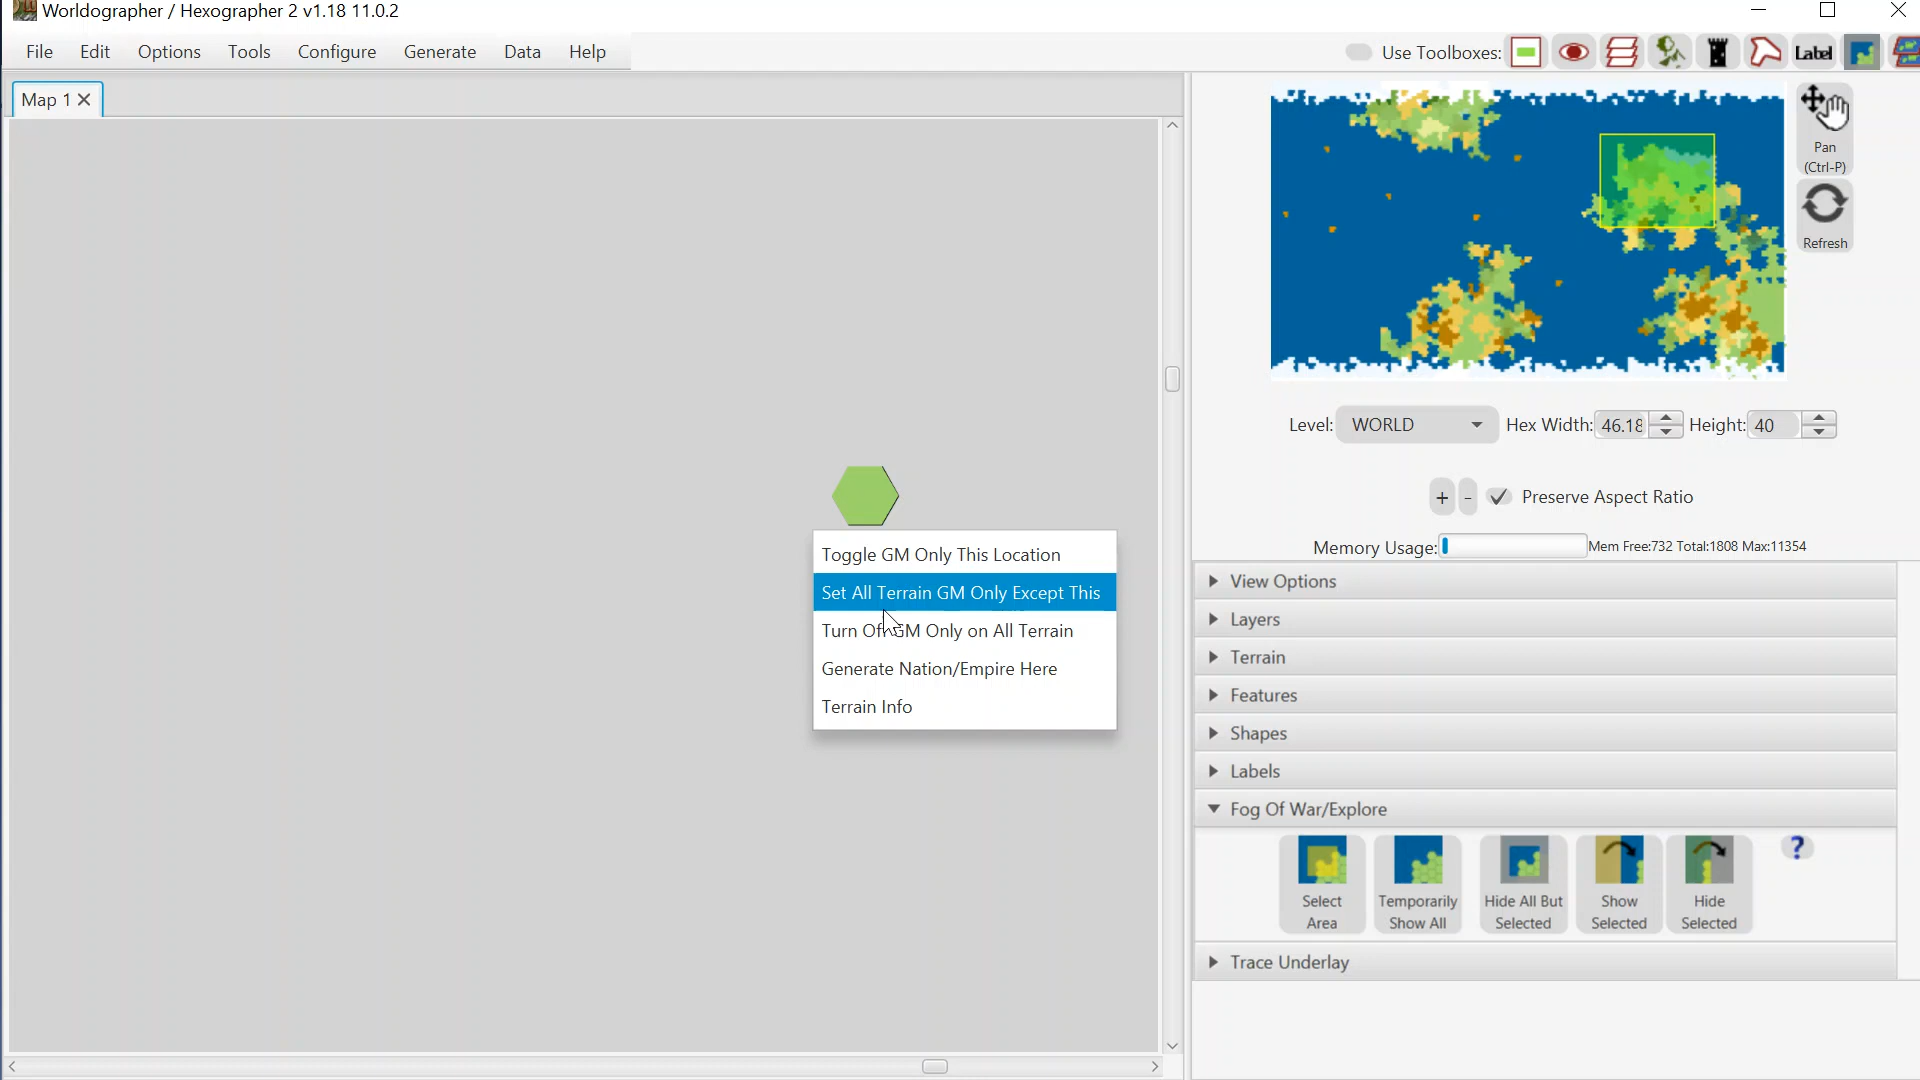 Worldographer / Hexographer 2 v1.18 11.0.2
File Edit Options Tools Configure Generate Data Help
Use Toolboxes:
Label
Map 1
Pan
(Ctrl-P)
Refresh
Level: WORLD Hex Width: 46.18 Height: 40
+ - Preserve Aspect Ratio
Memory Usage: Mem Free:732 Total:1808 Max:11354
Toggle GM Only This Location
Set All Terrain GM Only Except This
Turn Off GM Only on All Terrain
Generate Nation/Empire Here
Terrain Info
View Options
Layers
Terrain
Features
Shapes
Labels
Fog Of War/Explore
Select
Area
Temporarily
Show All
Hide All But
Selected
Show
Selected
Hide
Selected
?
Trace Underlay